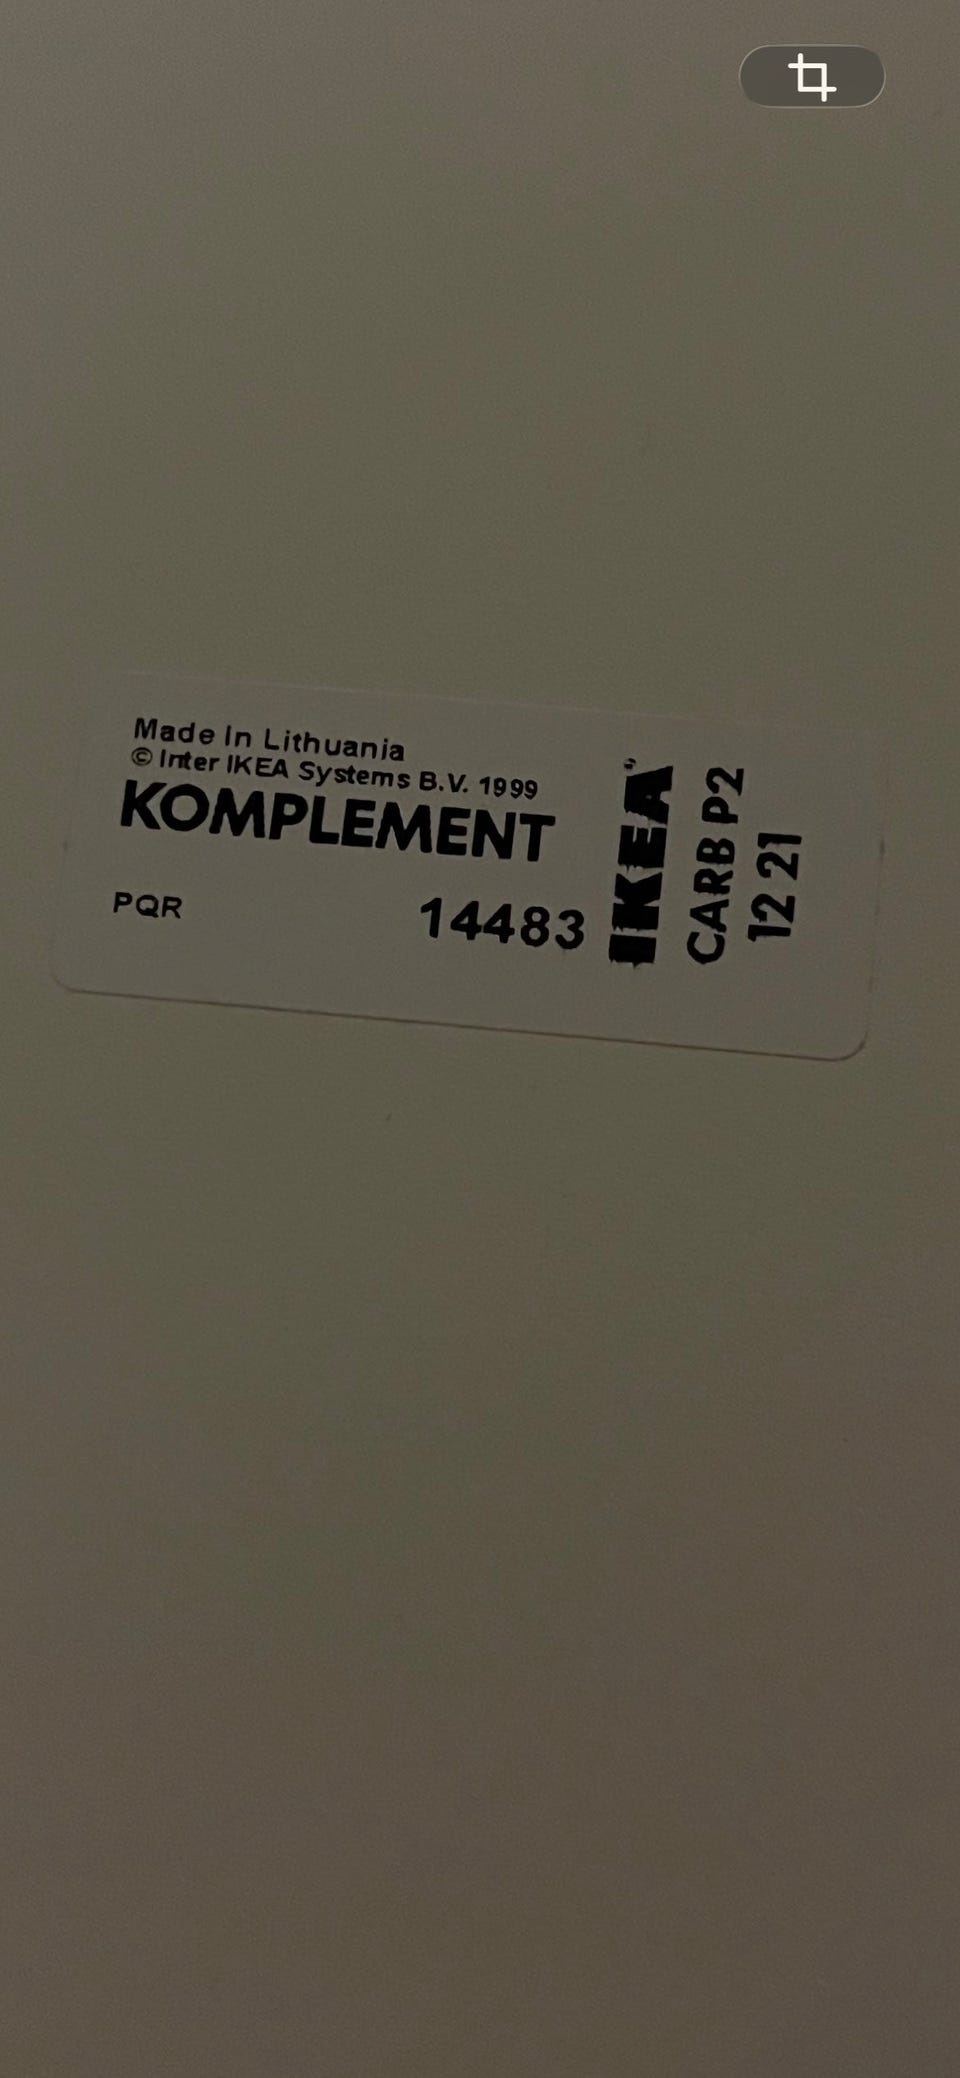 Made In Lithuania
© Inter IKEA Systems B.V. 1999
KOMPLEMENT
PQR
14483
IKEA
CARB P2
12 21